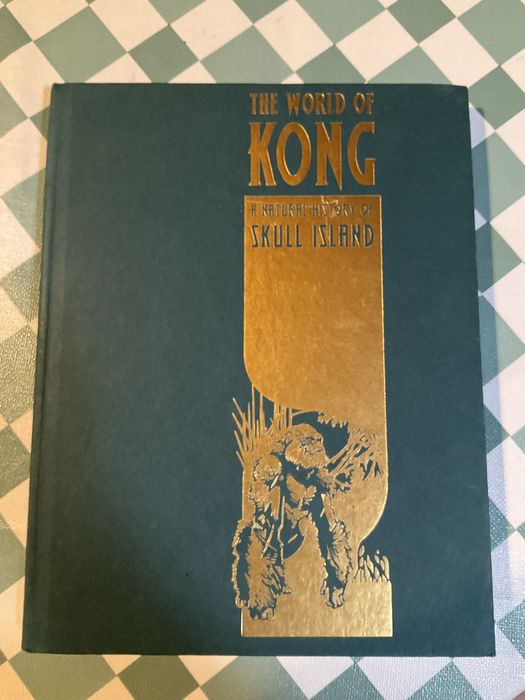 THE WORLD OF
KONG
A NATURAL HISTORY OF
SKULL ISLAND